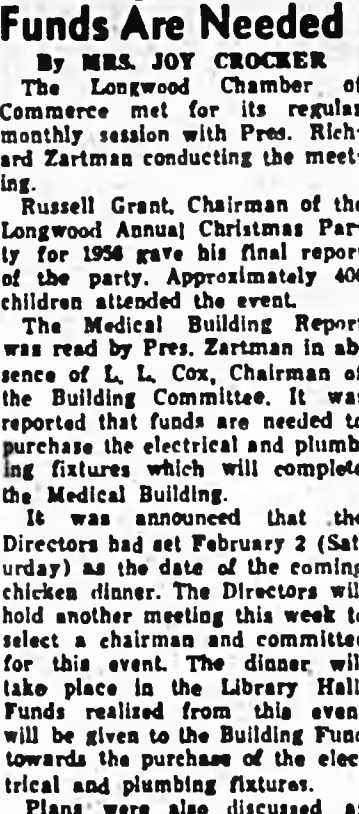 Funds Are Needed
By MRS. JOY CROCKER
The Longwood Chamber of
Commerce met for its regular
monthly session with Pres. Rich-
ard Zartman conducting the meet-
ing.
Russell Grant, Chairman of the
Longwood Annual Christmas Par-
ty for 1956 gave his final report
of the party. Approximately 400
children attended the event.
The Medical Building Report
was read by Pres. Zartman in ab-
sence of L. L. Cox, Chairman of
the Building Committee. It was
reported that funds are needed to
purchase the electrical and plumb-
ing fixtures which will complete
the Medical Building.
It was announced that the
Directors had set February 2 (Sat-
urday) as the date of the coming
chicken dinner. The Directors will
hold another meeting this week to
select a chairman and committee
for this event. The dinner will
take place in the Library Hall.
Funds realized from this event
will be given to the Building Fund
towards the purchase of the elec-
trical and plumbing fixtures.
Plans were also discussed as